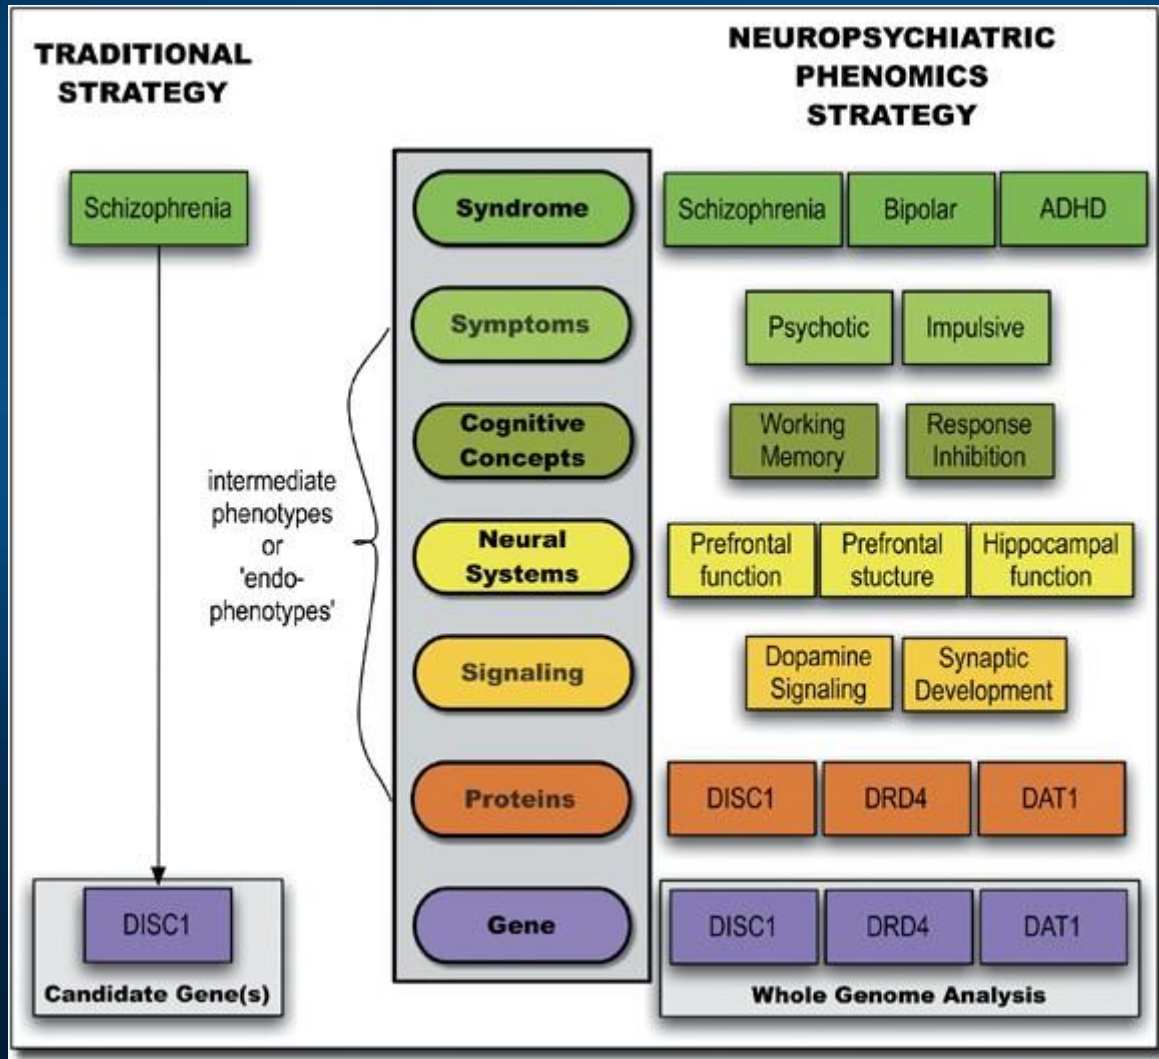 TRADITIONAL
STRATEGY
NEUROPSYCHIATRIC
PHENOMICS
STRATEGY
Schizophrenia
Syndrome
Schizophrenia
Bipolar
ADHD
Symptoms
Psychotic
Impulsive
Cognitive
Concepts
Working
Memory
Response
Inhibition
intermediate
phenotypes
or
'endo-
phenotypes'
Neural
Systems
Prefrontal
function
Prefrontal
stucture
Hippocampal
function
Signaling
Dopamine
Signaling
Synaptic
Development
Proteins
DISC1
DRD4
DAT1
DISC1
Candidate Gene(s)
Gene
DISC1
DRD4
DAT1
Whole Genome Analysis